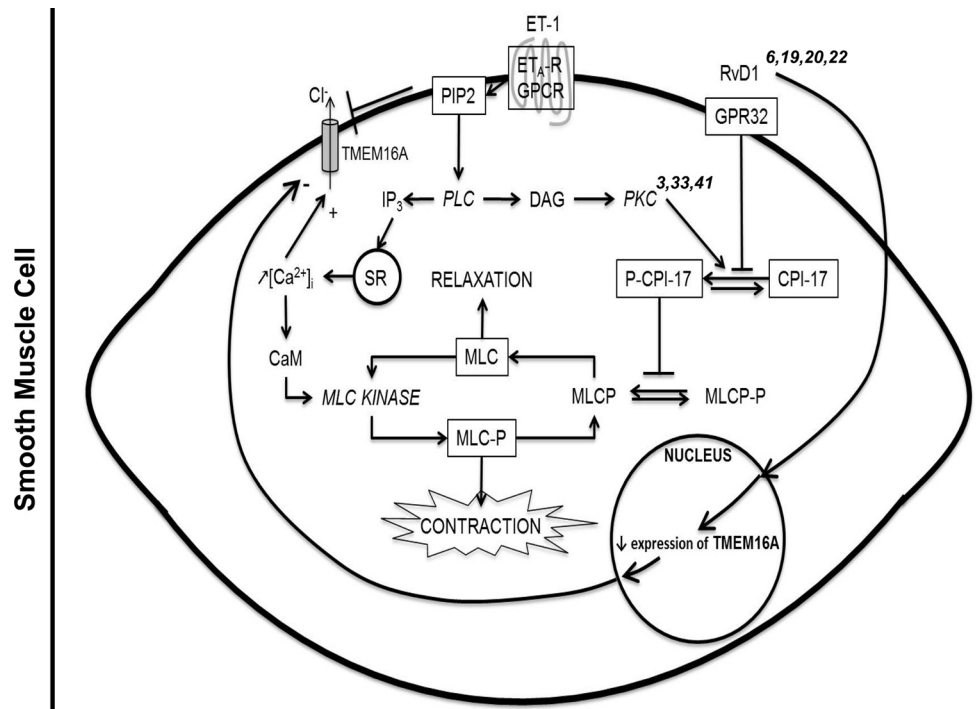 Smooth Muscle Cell
ET-1
ET_A-R
GPCR
PIP2
RvD1 6,19,20,22
GPR32
Cl-
TMEM16A
-
+
IP3
PLC
DAG
PKC 3,33,41
↗[Ca2+]i
SR
RELAXATION
P-CPI-17
CPI-17
CaM
MLC
MLC KINASE
MLCP
MLCP-P
MLC-P
CONTRACTION
NUCLEUS
↓ expression of TMEM16A